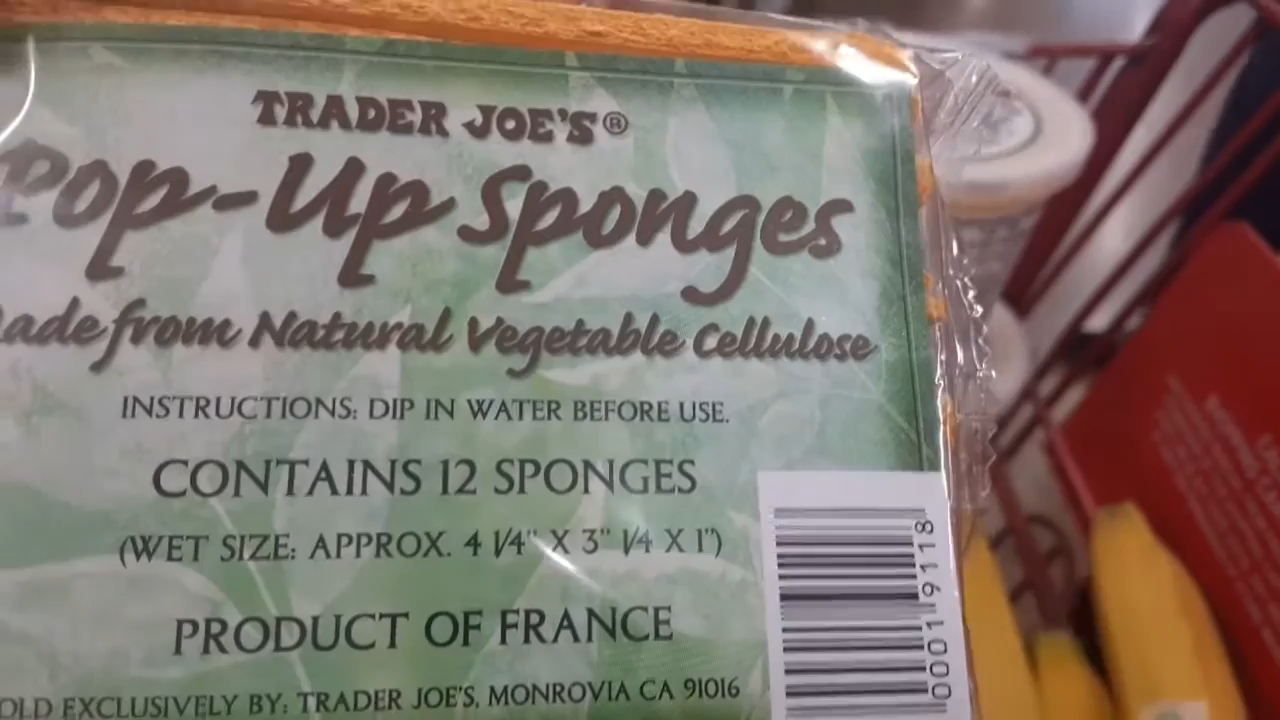 TRADER JOE'S®
Pop-Up Sponges
ade from Natural Vegetable Cellulose
INSTRUCTIONS: DIP IN WATER BEFORE USE.
CONTAINS 12 SPONGES
(WET SIZE: APPROX. 4 1/4" X 3" 1/4 X 1")
PRODUCT OF FRANCE
OLD EXCLUSIVELY BY: TRADER JOE'S, MONROVIA CA 91016
00019118